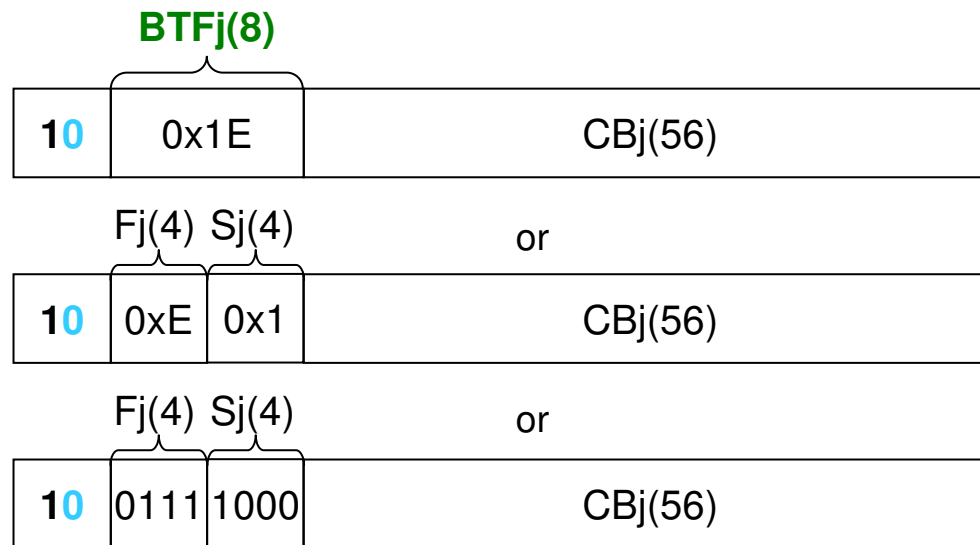 BTFj(8)
10 0x1E CBj(56)
Fj(4) Sj(4) or
10 0xE 0x1 CBj(56)
Fj(4) Sj(4) or
10 0111 1000 CBj(56)